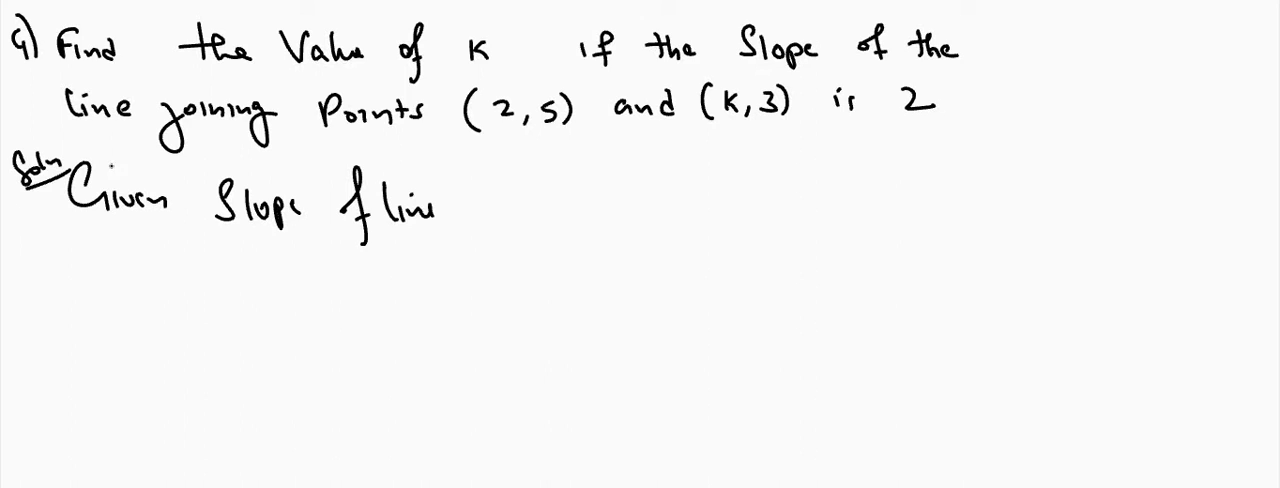 4) Find the Value of K if the Slope of the
line joining Points (2,5) and (K,3) is 2
Soln Given Slope of line